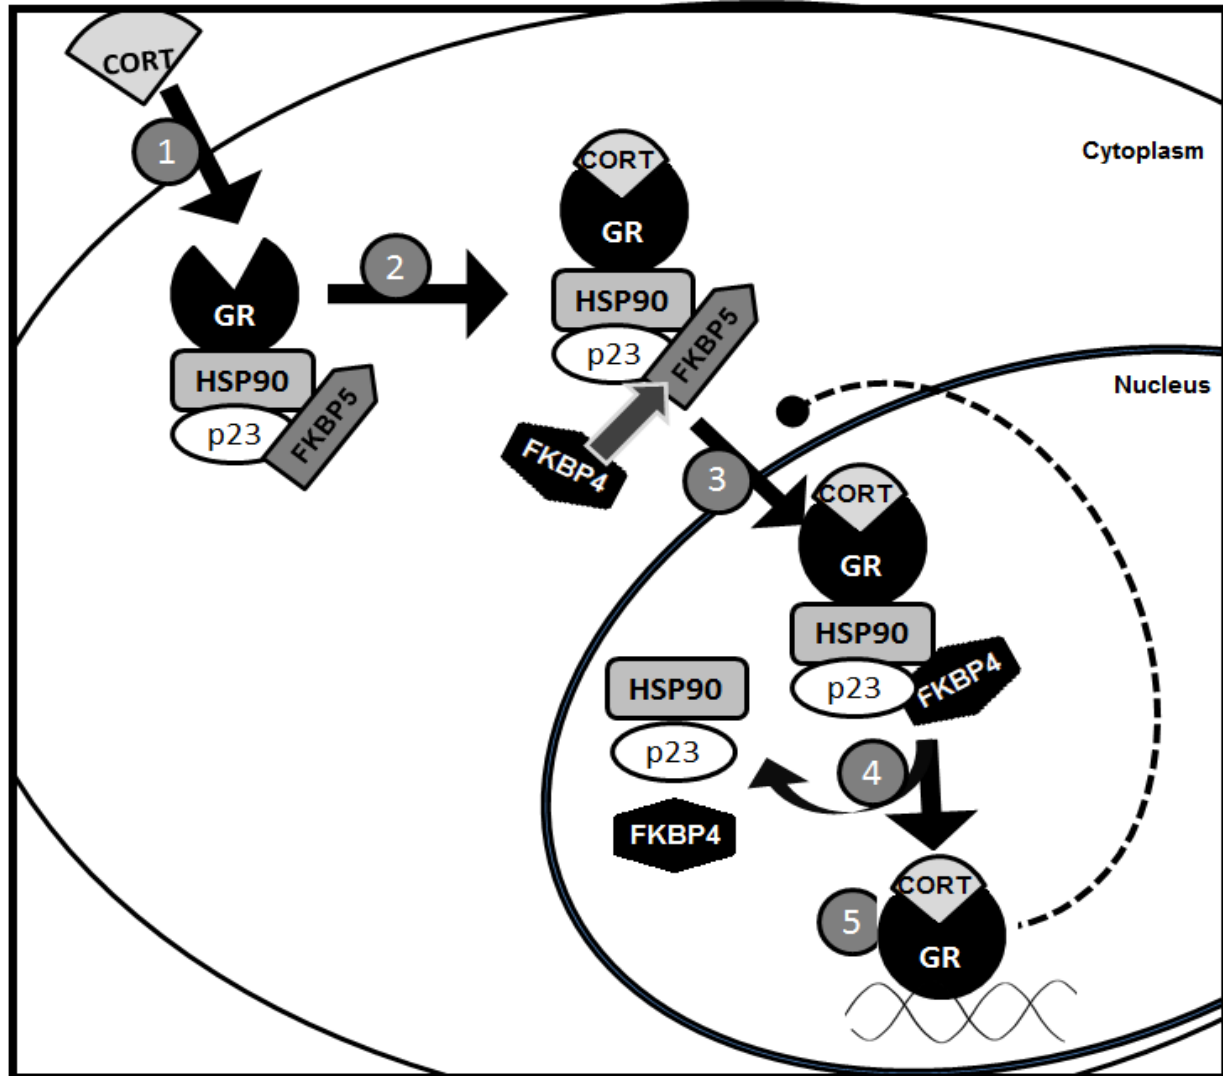 CORT
1
Cytoplasm
CORT
GR
2
HSP90
p23
FKBP5
GR
HSP90
p23
FKBP5
FKBP4
Nucleus
3
CORT
GR
HSP90
p23
FKBP4
HSP90
p23
FKBP4
4
CORT
5
GR